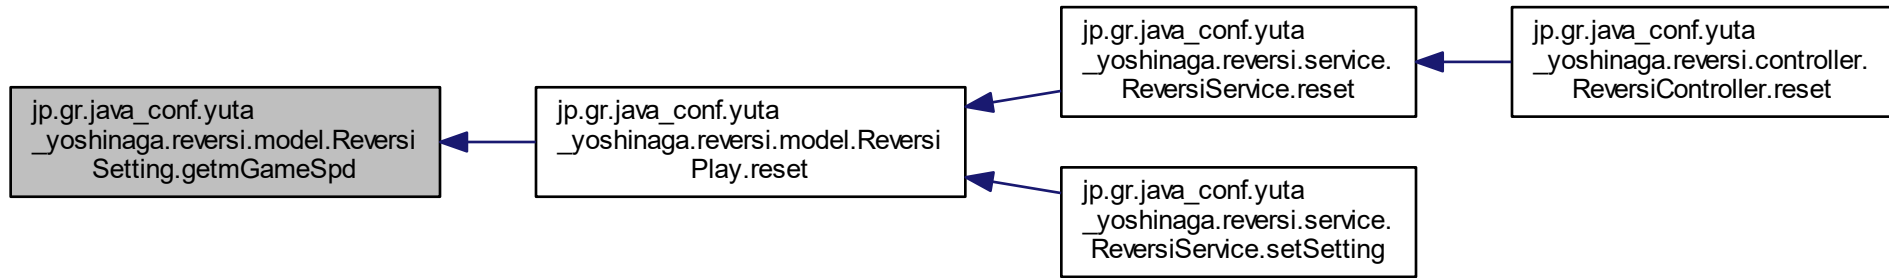 jp.gr.java_conf.yuta
_yoshinaga.reversi.model.Reversi
Setting.getmGameSpd
jp.gr.java_conf.yuta
_yoshinaga.reversi.model.Reversi
Play.reset
jp.gr.java_conf.yuta
_yoshinaga.reversi.service.
ReversiService.reset
jp.gr.java_conf.yuta
_yoshinaga.reversi.controller.
ReversiController.reset
jp.gr.java_conf.yuta
_yoshinaga.reversi.service.
ReversiService.setSetting